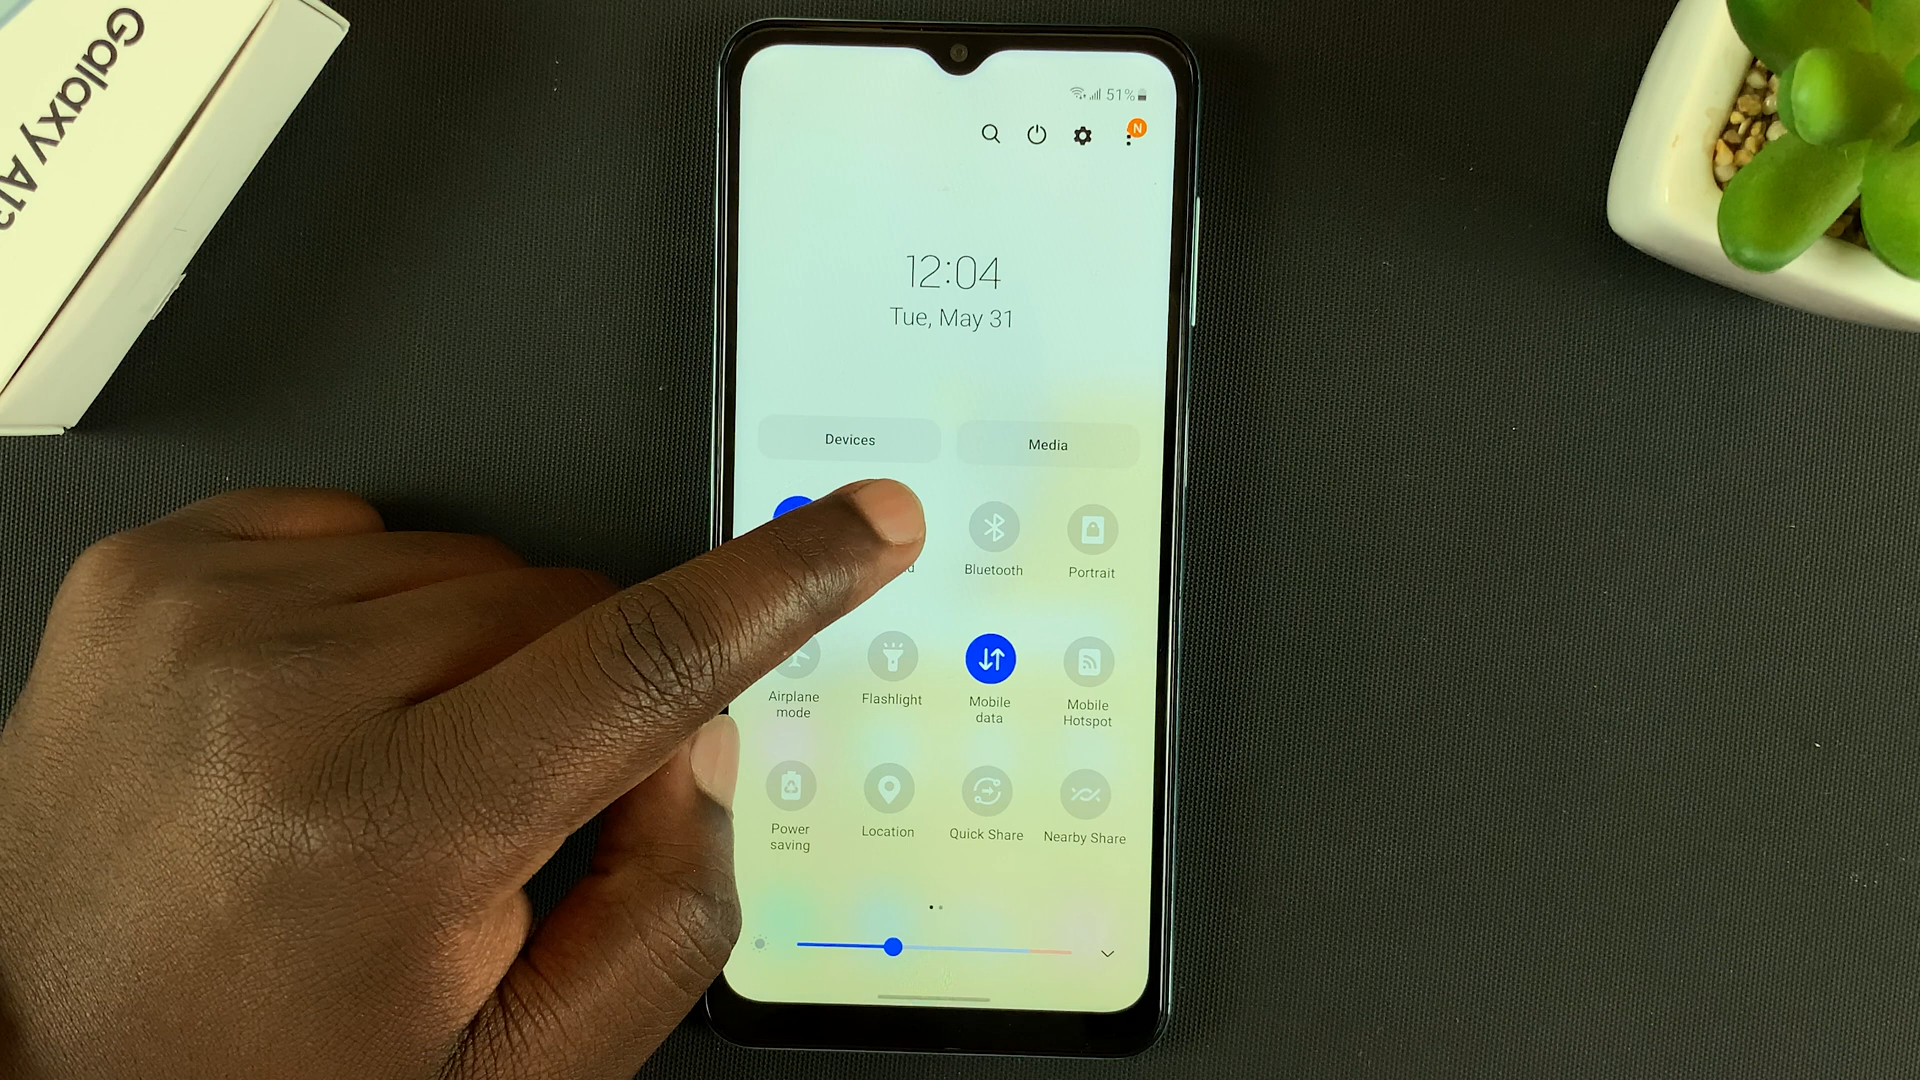 Galaxy A13
51%
N
12:04
Tue, May 31
Devices
Media
Bluetooth
Portrait
Airplane
mode
Flashlight
Mobile
data
Mobile
Hotspot
Power
saving
Location
Quick Share
Nearby Share